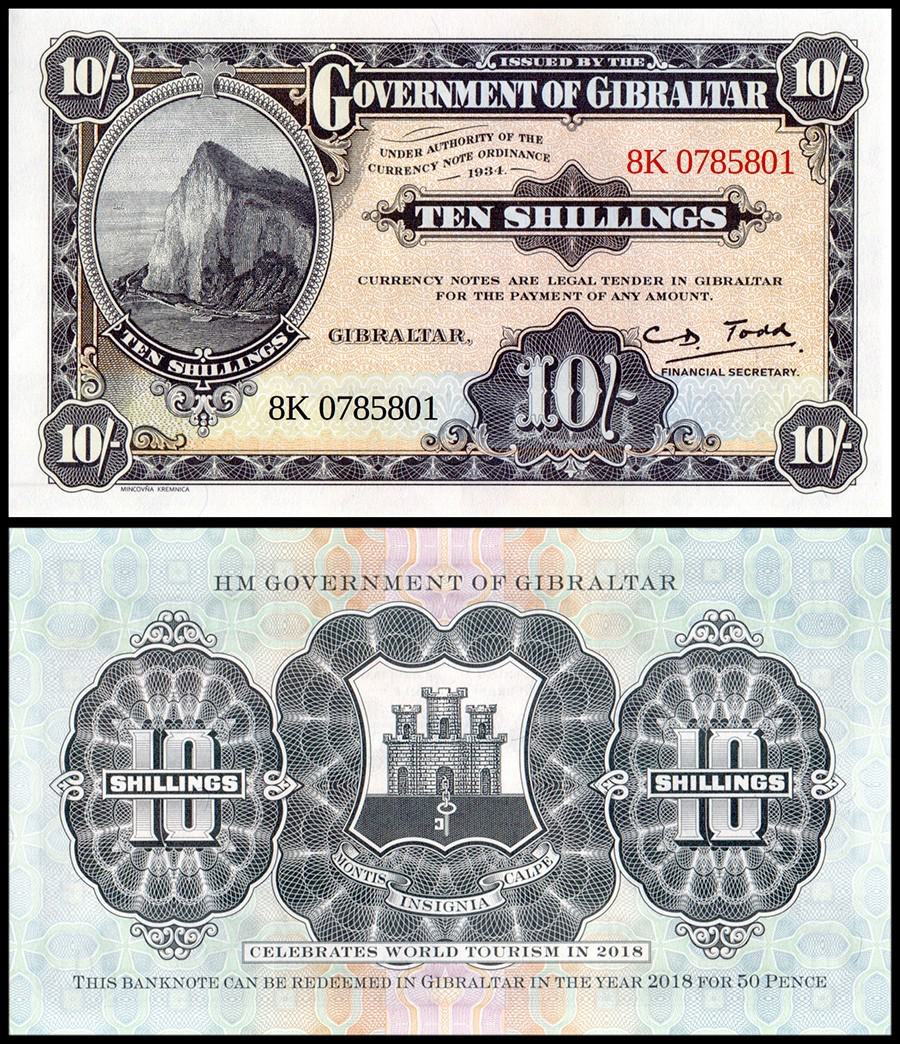 10/-
ISSUED BY THE
10/-
GOVERNMENT OF GIBRALTAR
UNDER AUTHORITY OF THE
CURRENCY NOTE ORDINANCE
1934.
8K 0785801
TEN SHILLINGS
CURRENCY NOTES ARE LEGAL TENDER IN GIBRALTAR
FOR THE PAYMENT OF ANY AMOUNT.
TEN SHILLINGS
GIBRALTAR,
C D. Todd.
FINANCIAL SECRETARY.
10/-
8K 0785801
10/-
10/-
MINCOVŇA KREMNICA
HM GOVERNMENT OF GIBRALTAR
10
SHILLINGS
10
SHILLINGS
MONTIS
INSIGNIA
CALPE
CELEBRATES WORLD TOURISM IN 2018
THIS BANKNOTE CAN BE REDEEMED IN GIBRALTAR IN THE YEAR 2018 FOR 50 PENCE